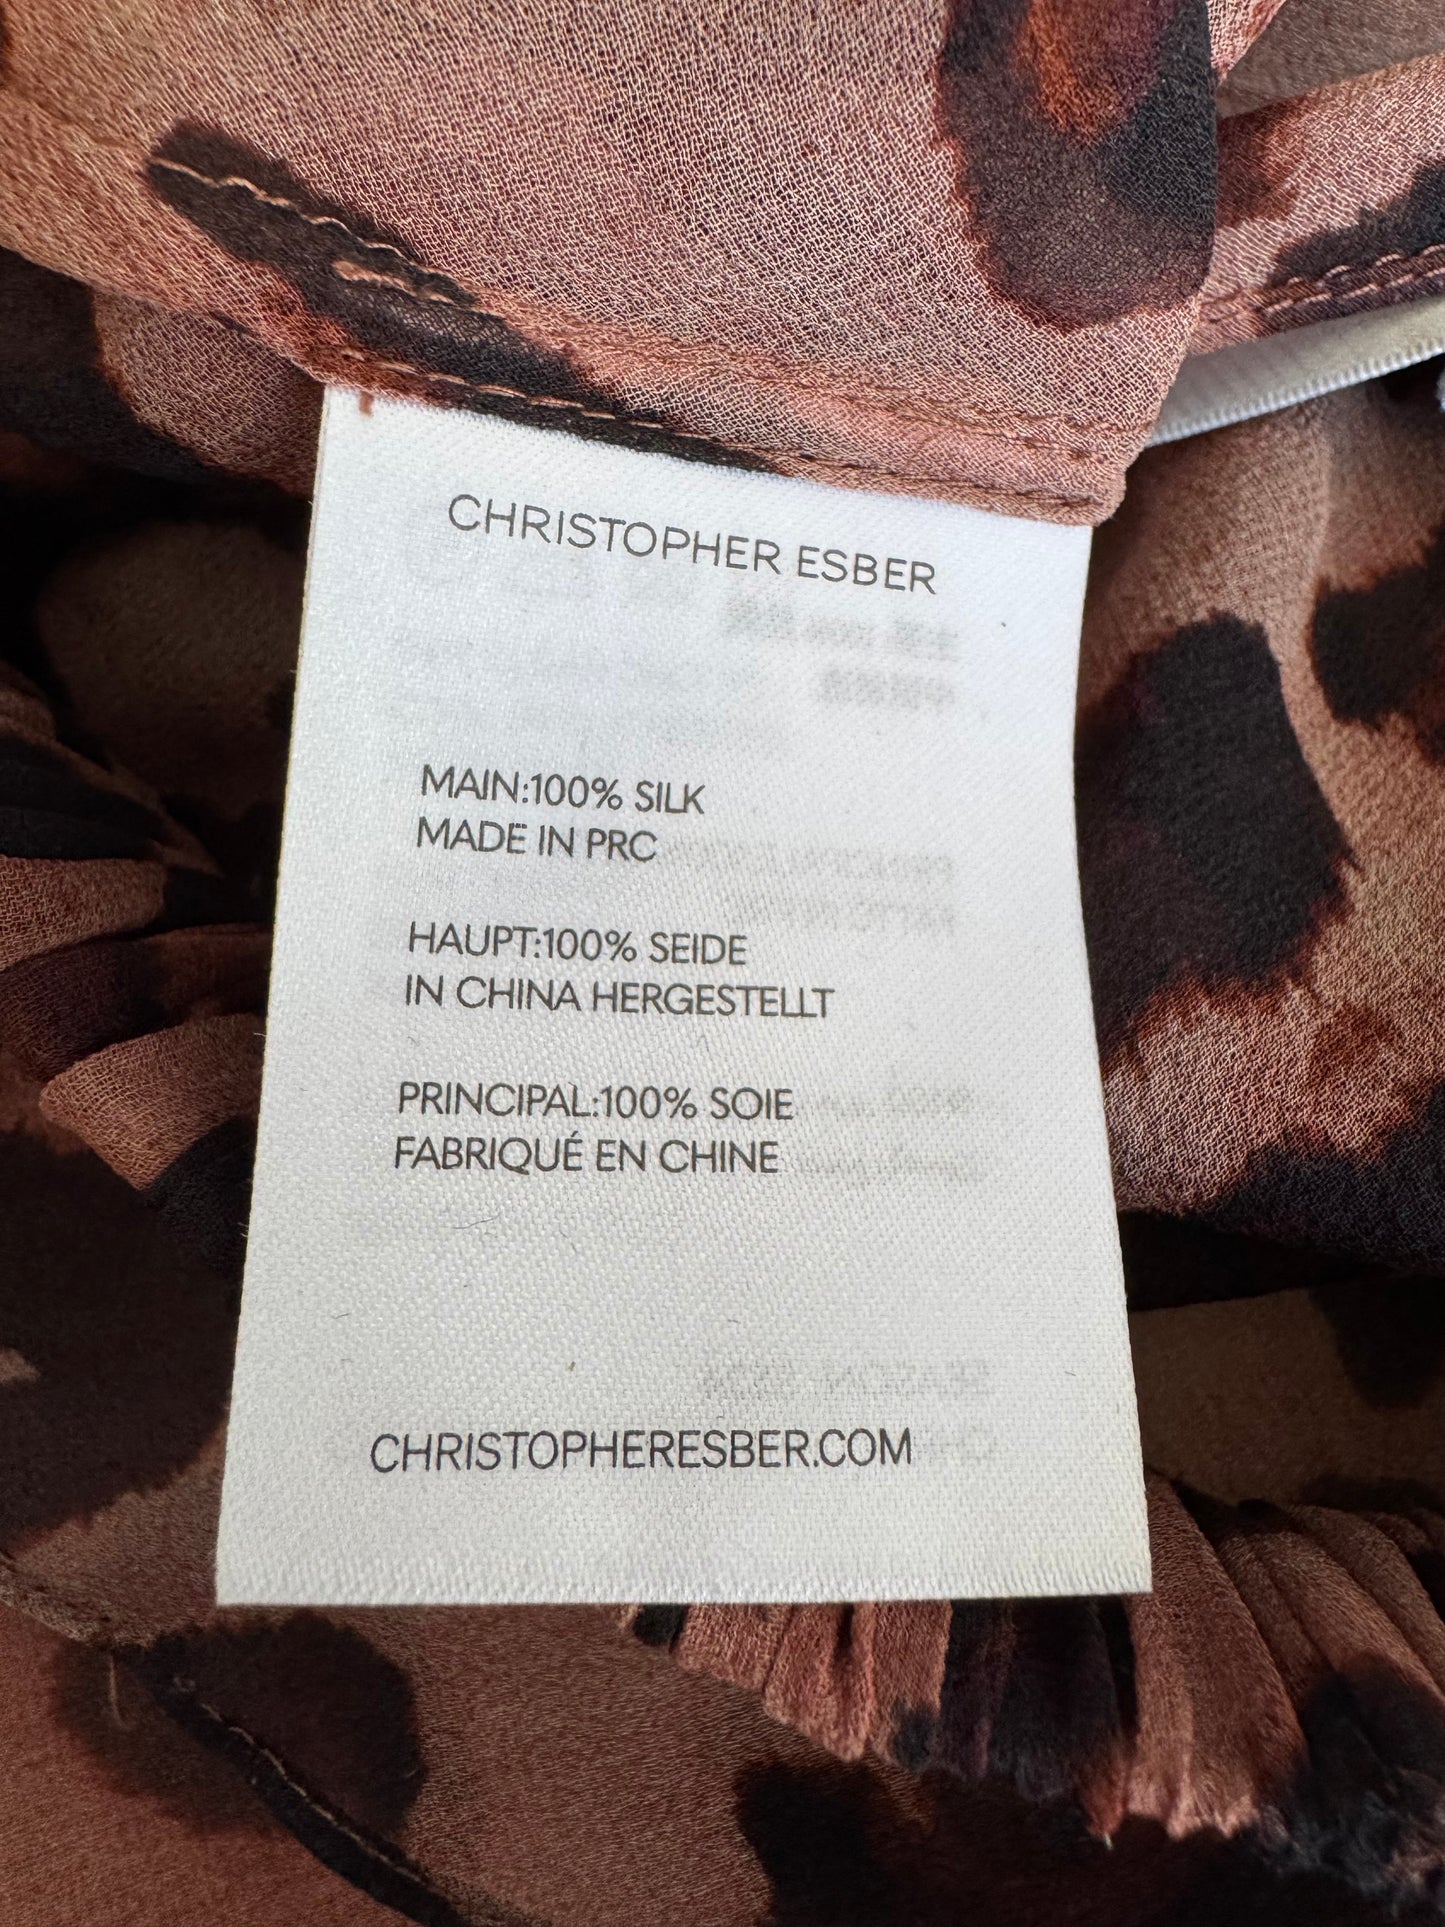 CHRISTOPHER ESBER
MAIN:100% SILK
MADE IN PRC
HAUPT:100% SEIDE
IN CHINA HERGESTELLT
PRINCIPAL:100% SOIE
FABRIQUÉ EN CHINE
CHRISTOPHERESBER.COM